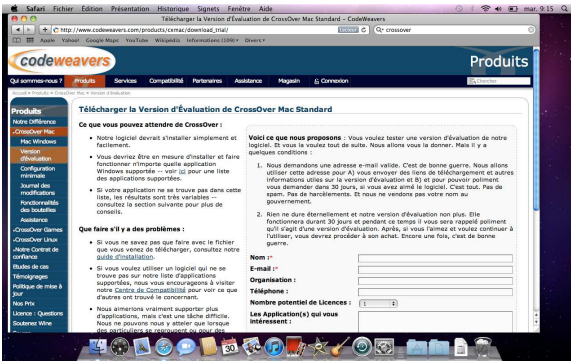 Safari Fichier Édition Présentation Historique Signets Fenêtre Aide mar. 9:15
Télécharger la Version d'Évaluation de CrossOver Mac Standard - CodeWeavers
http://www.codeweavers.com/products/cxmac/download_trial/ crossover
Apple Yahoo! Google Maps YouTube Wikipédia Informations (109) Divers
codeweavers
Produits
Qui sommes-nous ? Produits Services Compatibilité Partenaires Assistance Magasin Connexion Chercher
Accueil > Produits > CrossOver Mac > Version d'évaluation
Produits
Notre Différence
CrossOver Mac
Mac Windows
Version
d'évaluation
Configuration
minimale
Journal des
modifications
Fonctionnalités
des bouteilles
Assistance
CrossOver Games
CrossOver Linux
Notre Contrat de
confiance
Etudes de cas
Témoignages
Politique de mise à
jour
Nos Prix
Licence : Questions
Soutenez Wine
Télécharger la Version d'Évaluation de CrossOver Mac Standard
Ce que vous pouvez attendre de CrossOver :
• Notre logiciel devrait s'installer simplement et
facilement.
• Vous devriez être en mesure d'installer et faire
fonctionner n'importe quelle application
Windows supportée -- voir ici pour une liste
des applications supportées.
• Si votre application ne se trouve pas dans cette
liste, les résultats sont très variables --
consultez la section suivante pour plus de
conseils.
Que faire s'il y a des problèmes :
• Si vous ne savez pas que faire avec le fichier
que vous venez de télécharger, consultez notre
guide d'installation.
• Si vous voulez utiliser un logiciel qui ne se
trouve pas sur notre liste d'applications
supportées, nous vous encourageons à visiter
notre Centre de Compatibilité pour voir ce que
d'autres ont trouvé le concernant.
• Nous aimerions vraiment supporter plus
d'applications, mais c'est une tâche difficile.
Nous ne pouvons nous y atteler que lorsque
des particuliers se regroupent ou pour des
Voici ce que nous proposons : Vous voulez tester une version d'évaluation de notre
logiciel. Et vous la voulez tout de suite. Nous allons vous la donner. Mais il y a
quelques conditions :
1. Nous demandons une adresse e-mail valide. C'est de bonne guerre. Nous allons
utiliser cette adresse pour A) vous envoyer des liens de téléchargement et autres
informations utiles sur la version d'évaluation et B) et pour pouvoir poliment
vous demander dans 30 jours, si vous avez aimé le logiciel. C'est tout. Pas de
spam. Pas de harcèlements. Et nous ne vendons pas votre nom au
gouvernement.
2. Rien ne dure éternellement et notre version d'évaluation non plus. Elle
fonctionnera durant 30 jours et pendant ce temps il vous sera rappelé poliment
qu'il s'agit d'une version d'évaluation. Après, si vous l'aimez et voulez continuer à
l'utiliser, vous devrez procéder à son achat. Encore une fois, c'est de bonne
guerre.
Nom :*
E-mail :*
Organisation :
Téléphone :
Nombre potentiel de Licences : 1
Les Application(s) qui vous
intéressent :
30